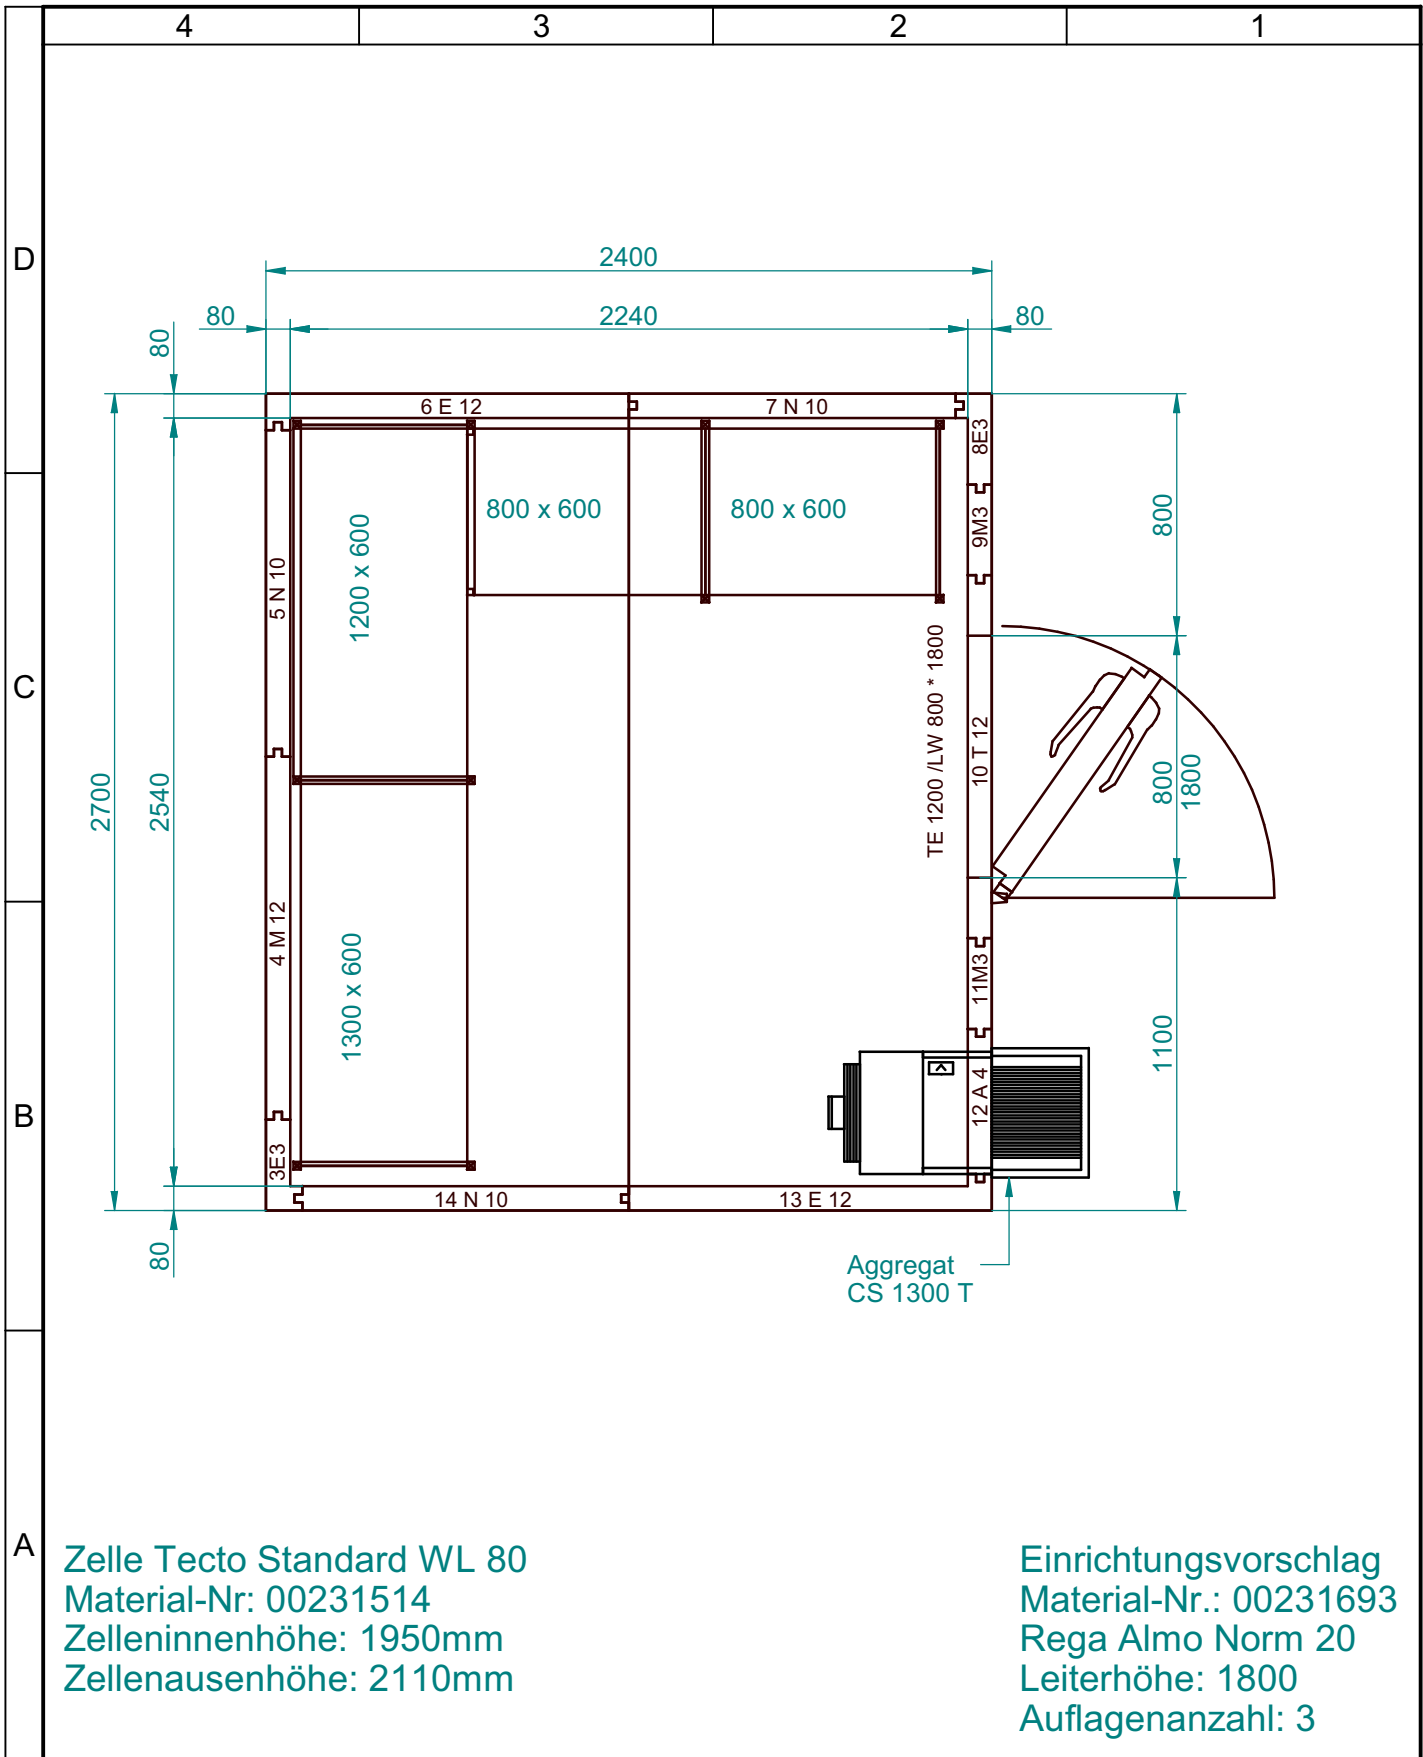 4 3 2 1
D
C
B
A
2400
80 2240 80
80
6 E 12 7 N 10
8E3
9M3
800 x 600 800 x 600
1200 x 600
5 N 10
800
TE 1200 /LW 800 * 1800
10 T 12
800
1800
2700
2540
4 M 12
1300 x 600
11M3
1100
12 A 4
3E3
14 N 10 13 E 12
80
Aggregat
CS 1300 T
Zelle Tecto Standard WL 80
Material-Nr: 00231514
Zelleninnenhöhe: 1950mm
Zellenausenhöhe: 2110mm
Einrichtungsvorschlag
Material-Nr.: 00231693
Rega Almo Norm 20
Leiterhöhe: 1800
Auflagenanzahl: 3